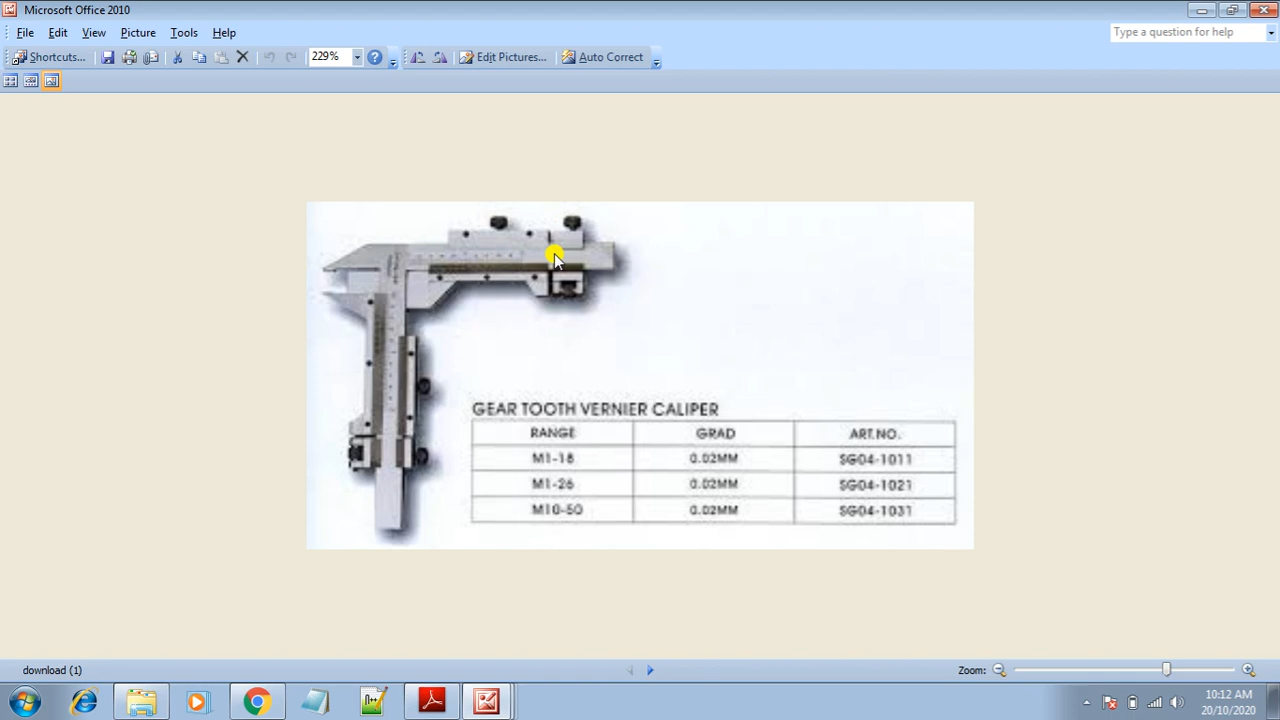 Microsoft Office 2010
File Edit View Picture Tools Help
Type a question for help
Shortcuts... 229% Edit Pictures... Auto Correct
GEAR TOOTH VERNIER CALIPER
RANGE GRAD ART.NO.
M1-18 0.02MM SG04-1011
M1-26 0.02MM SG04-1021
M10-50 0.02MM SG04-1031
download (1)
Zoom:
10:12 AM
20/10/2020